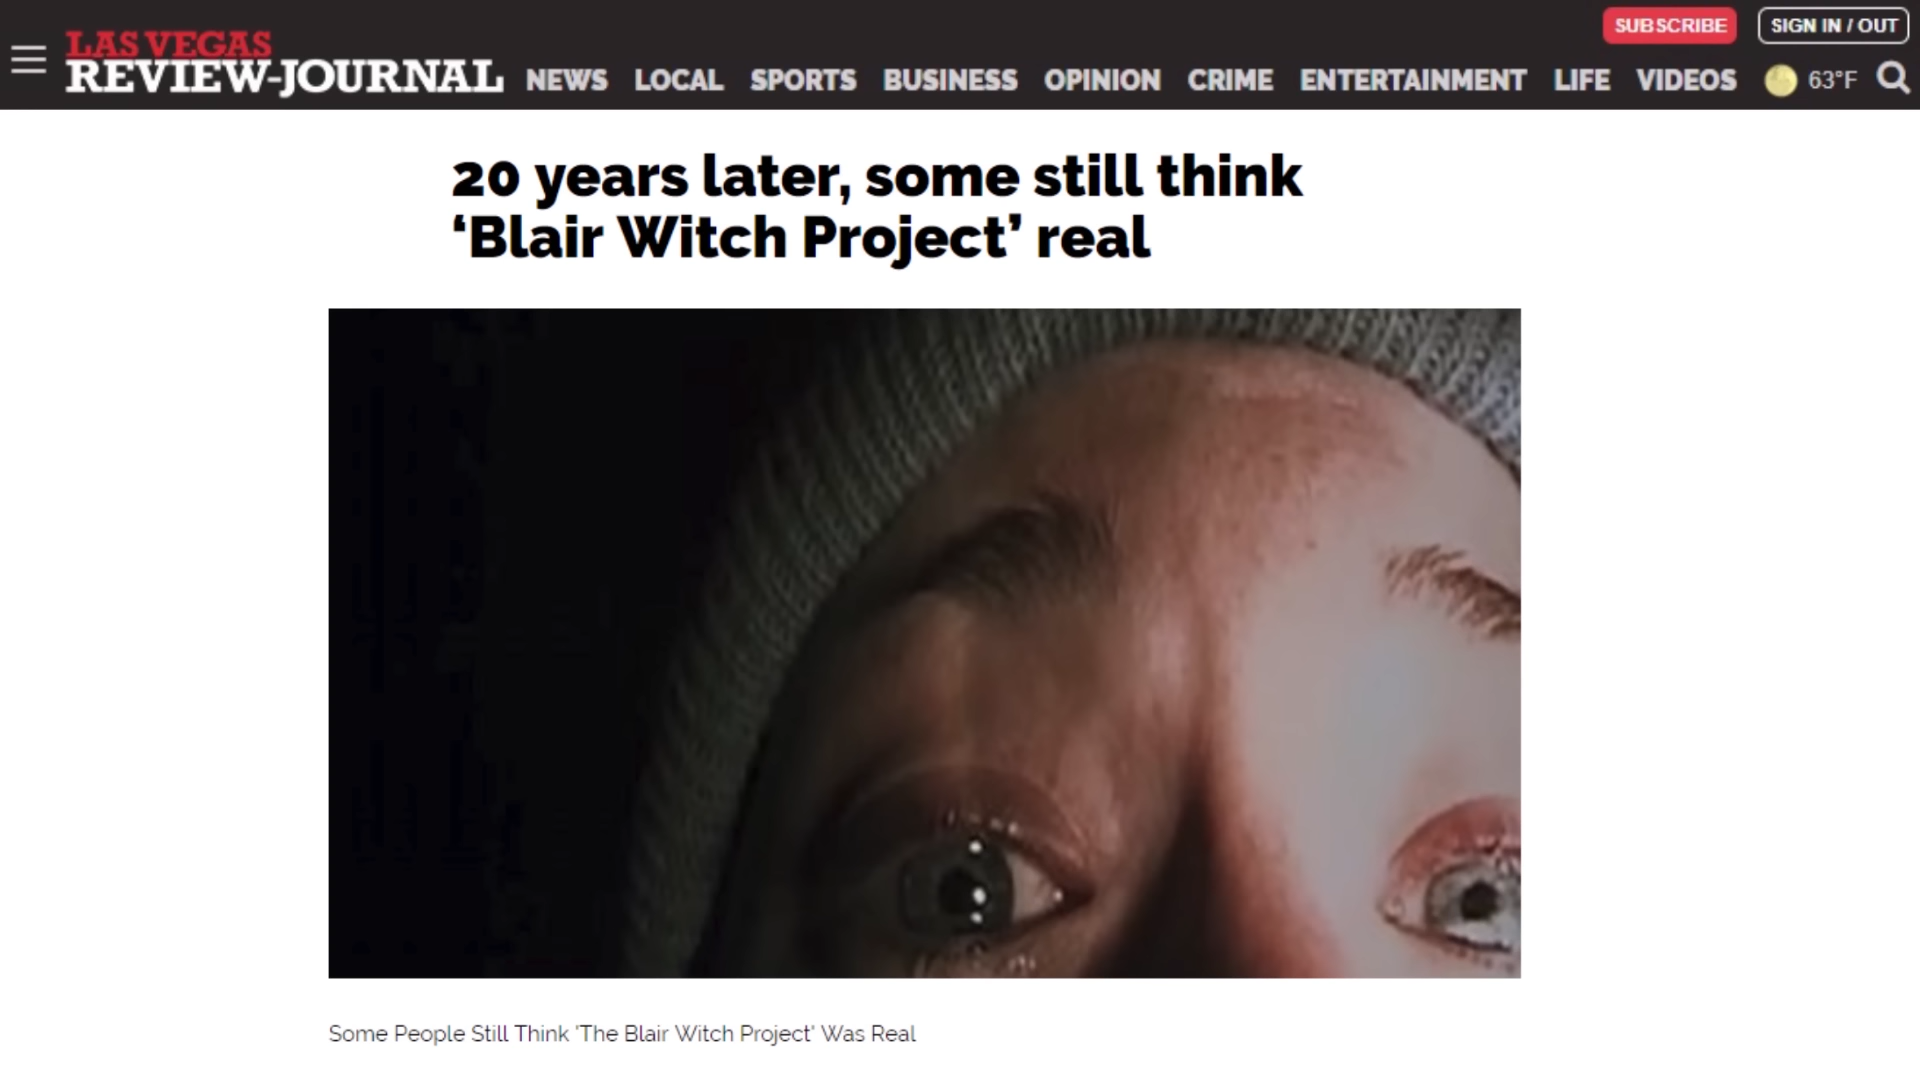 SUBSCRIBE SIGN IN / OUT
LAS VEGAS
REVIEW-JOURNAL NEWS LOCAL SPORTS BUSINESS OPINION CRIME ENTERTAINMENT LIFE VIDEOS 63°F
20 years later, some still think
‘Blair Witch Project’ real
Some People Still Think 'The Blair Witch Project' Was Real